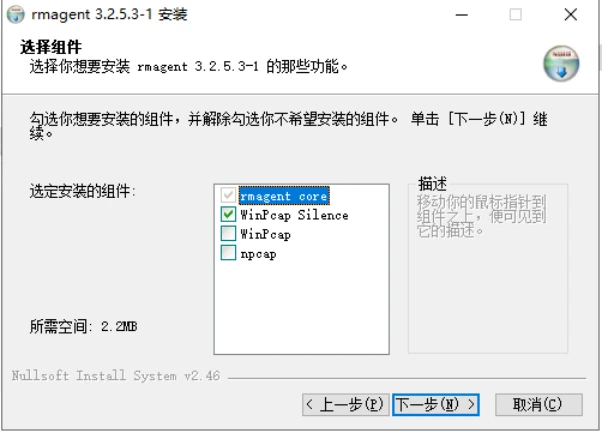 rmagent 3.2.5.3-1 安装
选择组件
选择你想要安装 rmagent 3.2.5.3-1 的那些功能。
勾选你想要安装的组件，并解除勾选你不希望安装的组件。 单击 [下一步(N)] 继
续。
选定安装的组件:
rmagent core
WinPcap Silence
WinPcap
npcap
描述
移动你的鼠标指针到
组件之上，便可见到
它的描述。
所需空间: 2.2MB
Nullsoft Install System v2.46
< 上一步(P)
下一步(N) >
取消(C)